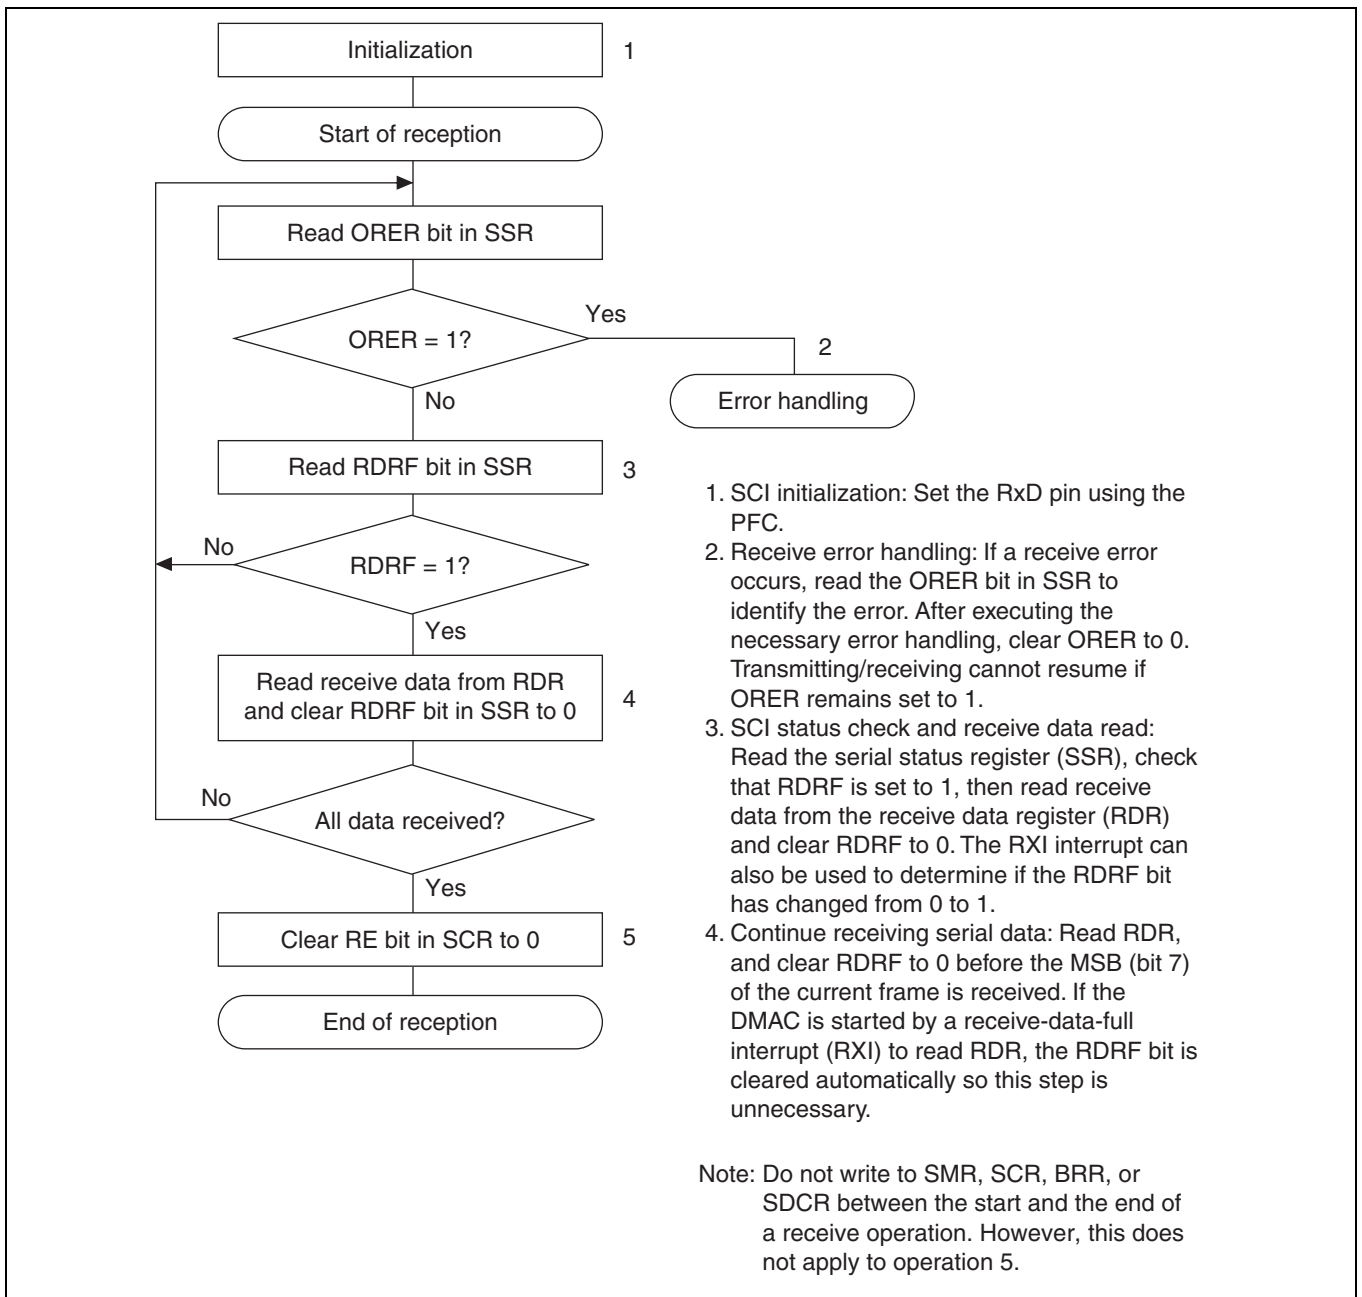 Initialization
1
Start of reception
Read ORER bit in SSR
ORER = 1?
Yes
No
2
Error handling
Read RDRF bit in SSR
3
RDRF = 1?
No
Yes
Read receive data from RDR
and clear RDRF bit in SSR to 0
4
All data received?
No
Yes
Clear RE bit in SCR to 0
5
End of reception
1. SCI initialization: Set the RxD pin using the
PFC.
2. Receive error handling: If a receive error
occurs, read the ORER bit in SSR to
identify the error. After executing the
necessary error handling, clear ORER to 0.
Transmitting/receiving cannot resume if
ORER remains set to 1.
3. SCI status check and receive data read:
Read the serial status register (SSR), check
that RDRF is set to 1, then read receive
data from the receive data register (RDR)
and clear RDRF to 0. The RXI interrupt can
also be used to determine if the RDRF bit
has changed from 0 to 1.
4. Continue receiving serial data: Read RDR,
and clear RDRF to 0 before the MSB (bit 7)
of the current frame is received. If the
DMAC is started by a receive-data-full
interrupt (RXI) to read RDR, the RDRF bit is
cleared automatically so this step is
unnecessary.
Note: Do not write to SMR, SCR, BRR, or
SDCR between the start and the end of
a receive operation. However, this does
not apply to operation 5.